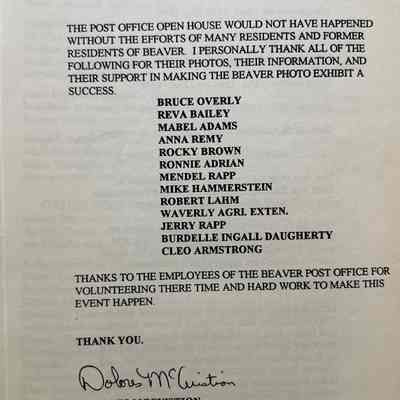 THE POST OFFICE OPEN HOUSE WOULD NOT HAVE HAPPENED
WITHOUT THE EFFORTS OF MANY RESIDENTS AND FORMER
RESIDENTS OF BEAVER. I PERSONALLY THANK ALL OF THE
FOLLOWING FOR THEIR PHOTOS, THEIR INFORMATION, AND
THEIR SUPPORT IN MAKING THE BEAVER PHOTO EXHIBIT A
SUCCESS.
BRUCE OVERLY
REVA BAILEY
MABEL ADAMS
ANNA REMY
ROCKY BROWN
RONNIE ADRIAN
MENDEL RAPP
MIKE HAMMERSTEIN
ROBERT LAHM
WAVERLY AGRI. EXTEN.
JERRY RAPP
BURDELLE INGALL DAUGHERTY
CLEO ARMSTRONG
THANKS TO THE EMPLOYEES OF THE BEAVER POST OFFICE FOR
VOLUNTEERING THERE TIME AND HARD WORK TO MAKE THIS
EVENT HAPPEN.
THANK YOU.
Dolores McQuistion